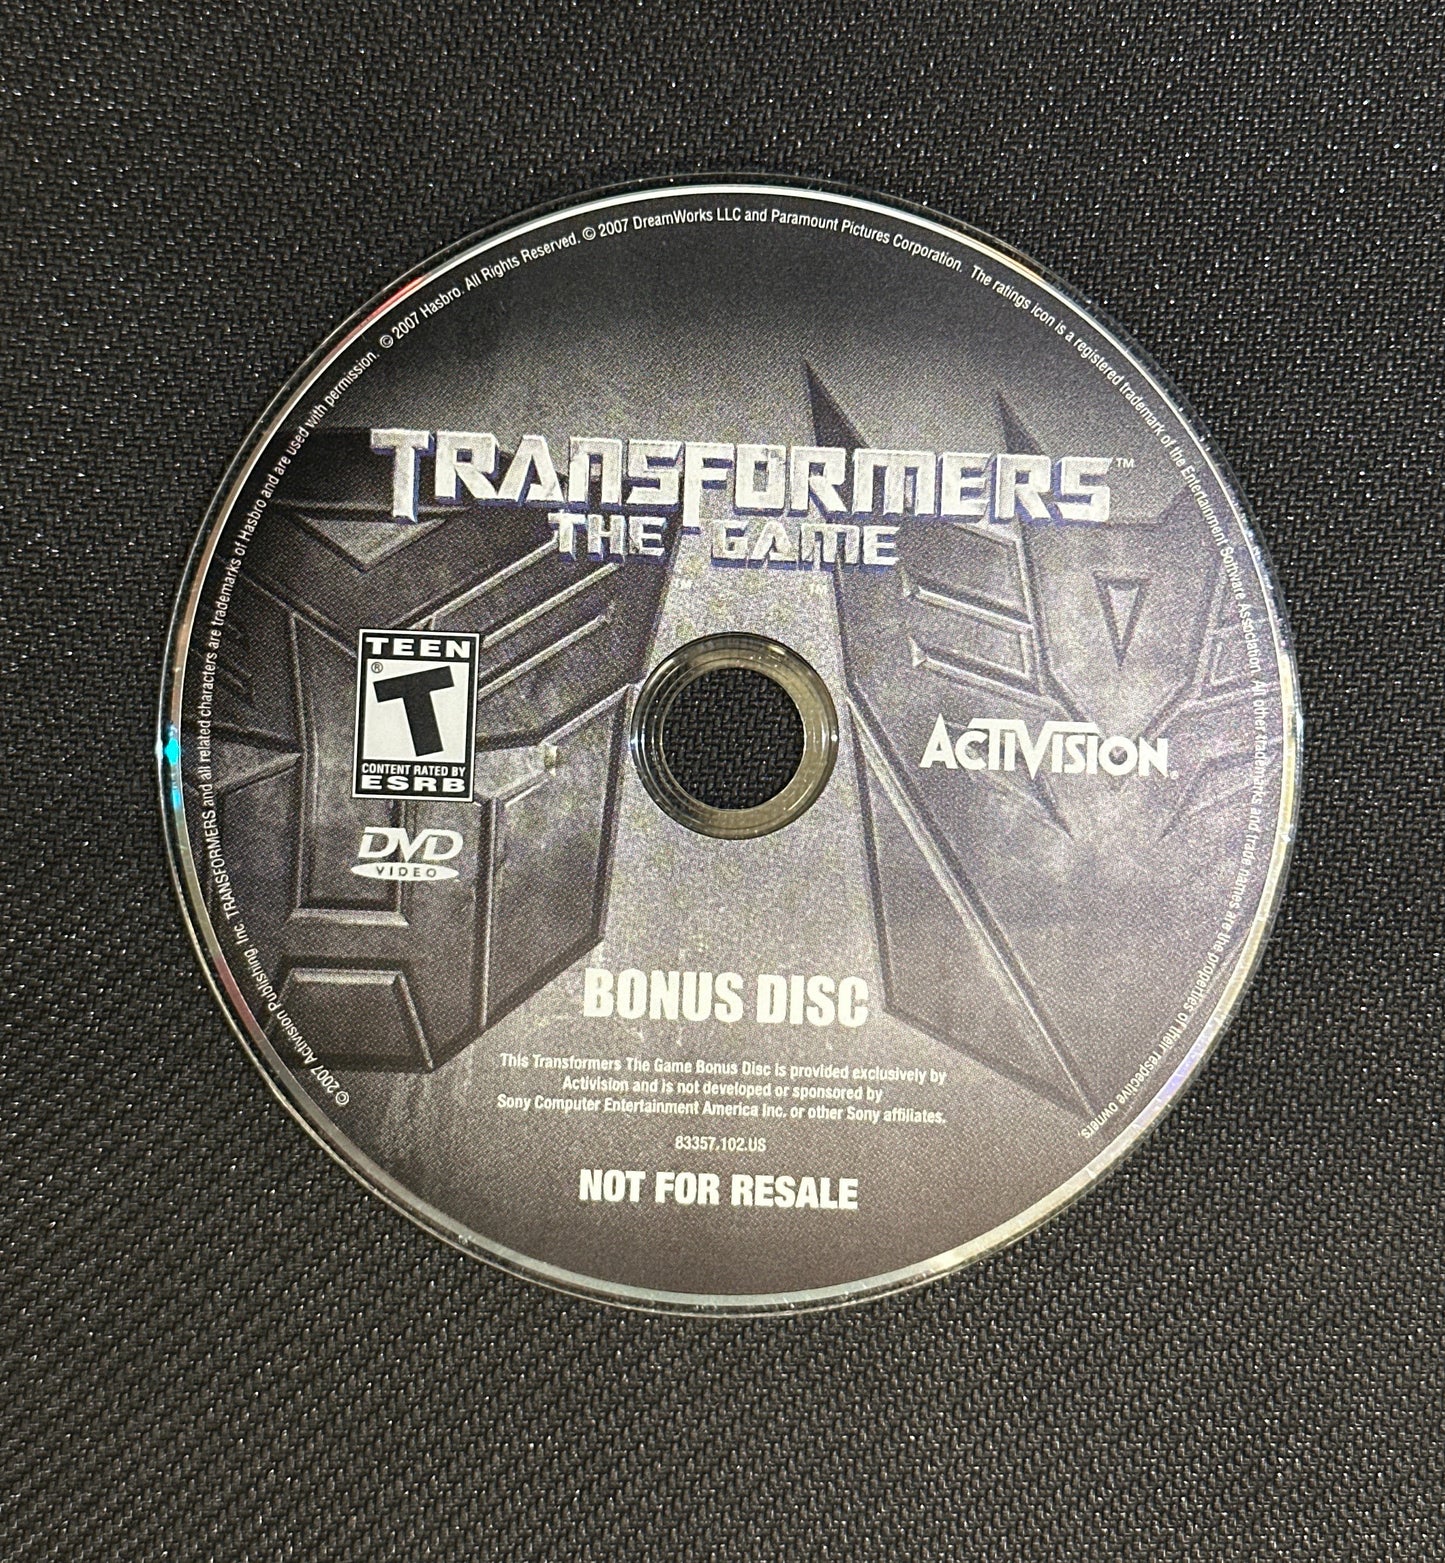 © 2007 Activision Publishing, Inc. TRANSFORMERS and all related characters are trademarks of Hasbro and are used with permission. © 2007 Hasbro. All Rights Reserved. © 2007 DreamWorks LLC and Paramount Pictures Corporation. The ratings icon is a registered trademark of the Entertainment Software Association. All other trademarks and trade names are the properties of their respective owners.
TRANSFORMERS™
THE GAME
™ ™
TEEN
®
T
CONTENT RATED BY
ESRB
ACTIVISION®
DVD
VIDEO
BONUS DISC
This Transformers The Game Bonus Disc is provided exclusively by
Activision and is not developed or sponsored by
Sony Computer Entertainment America Inc. or other Sony affiliates.
83357.102.US
NOT FOR RESALE